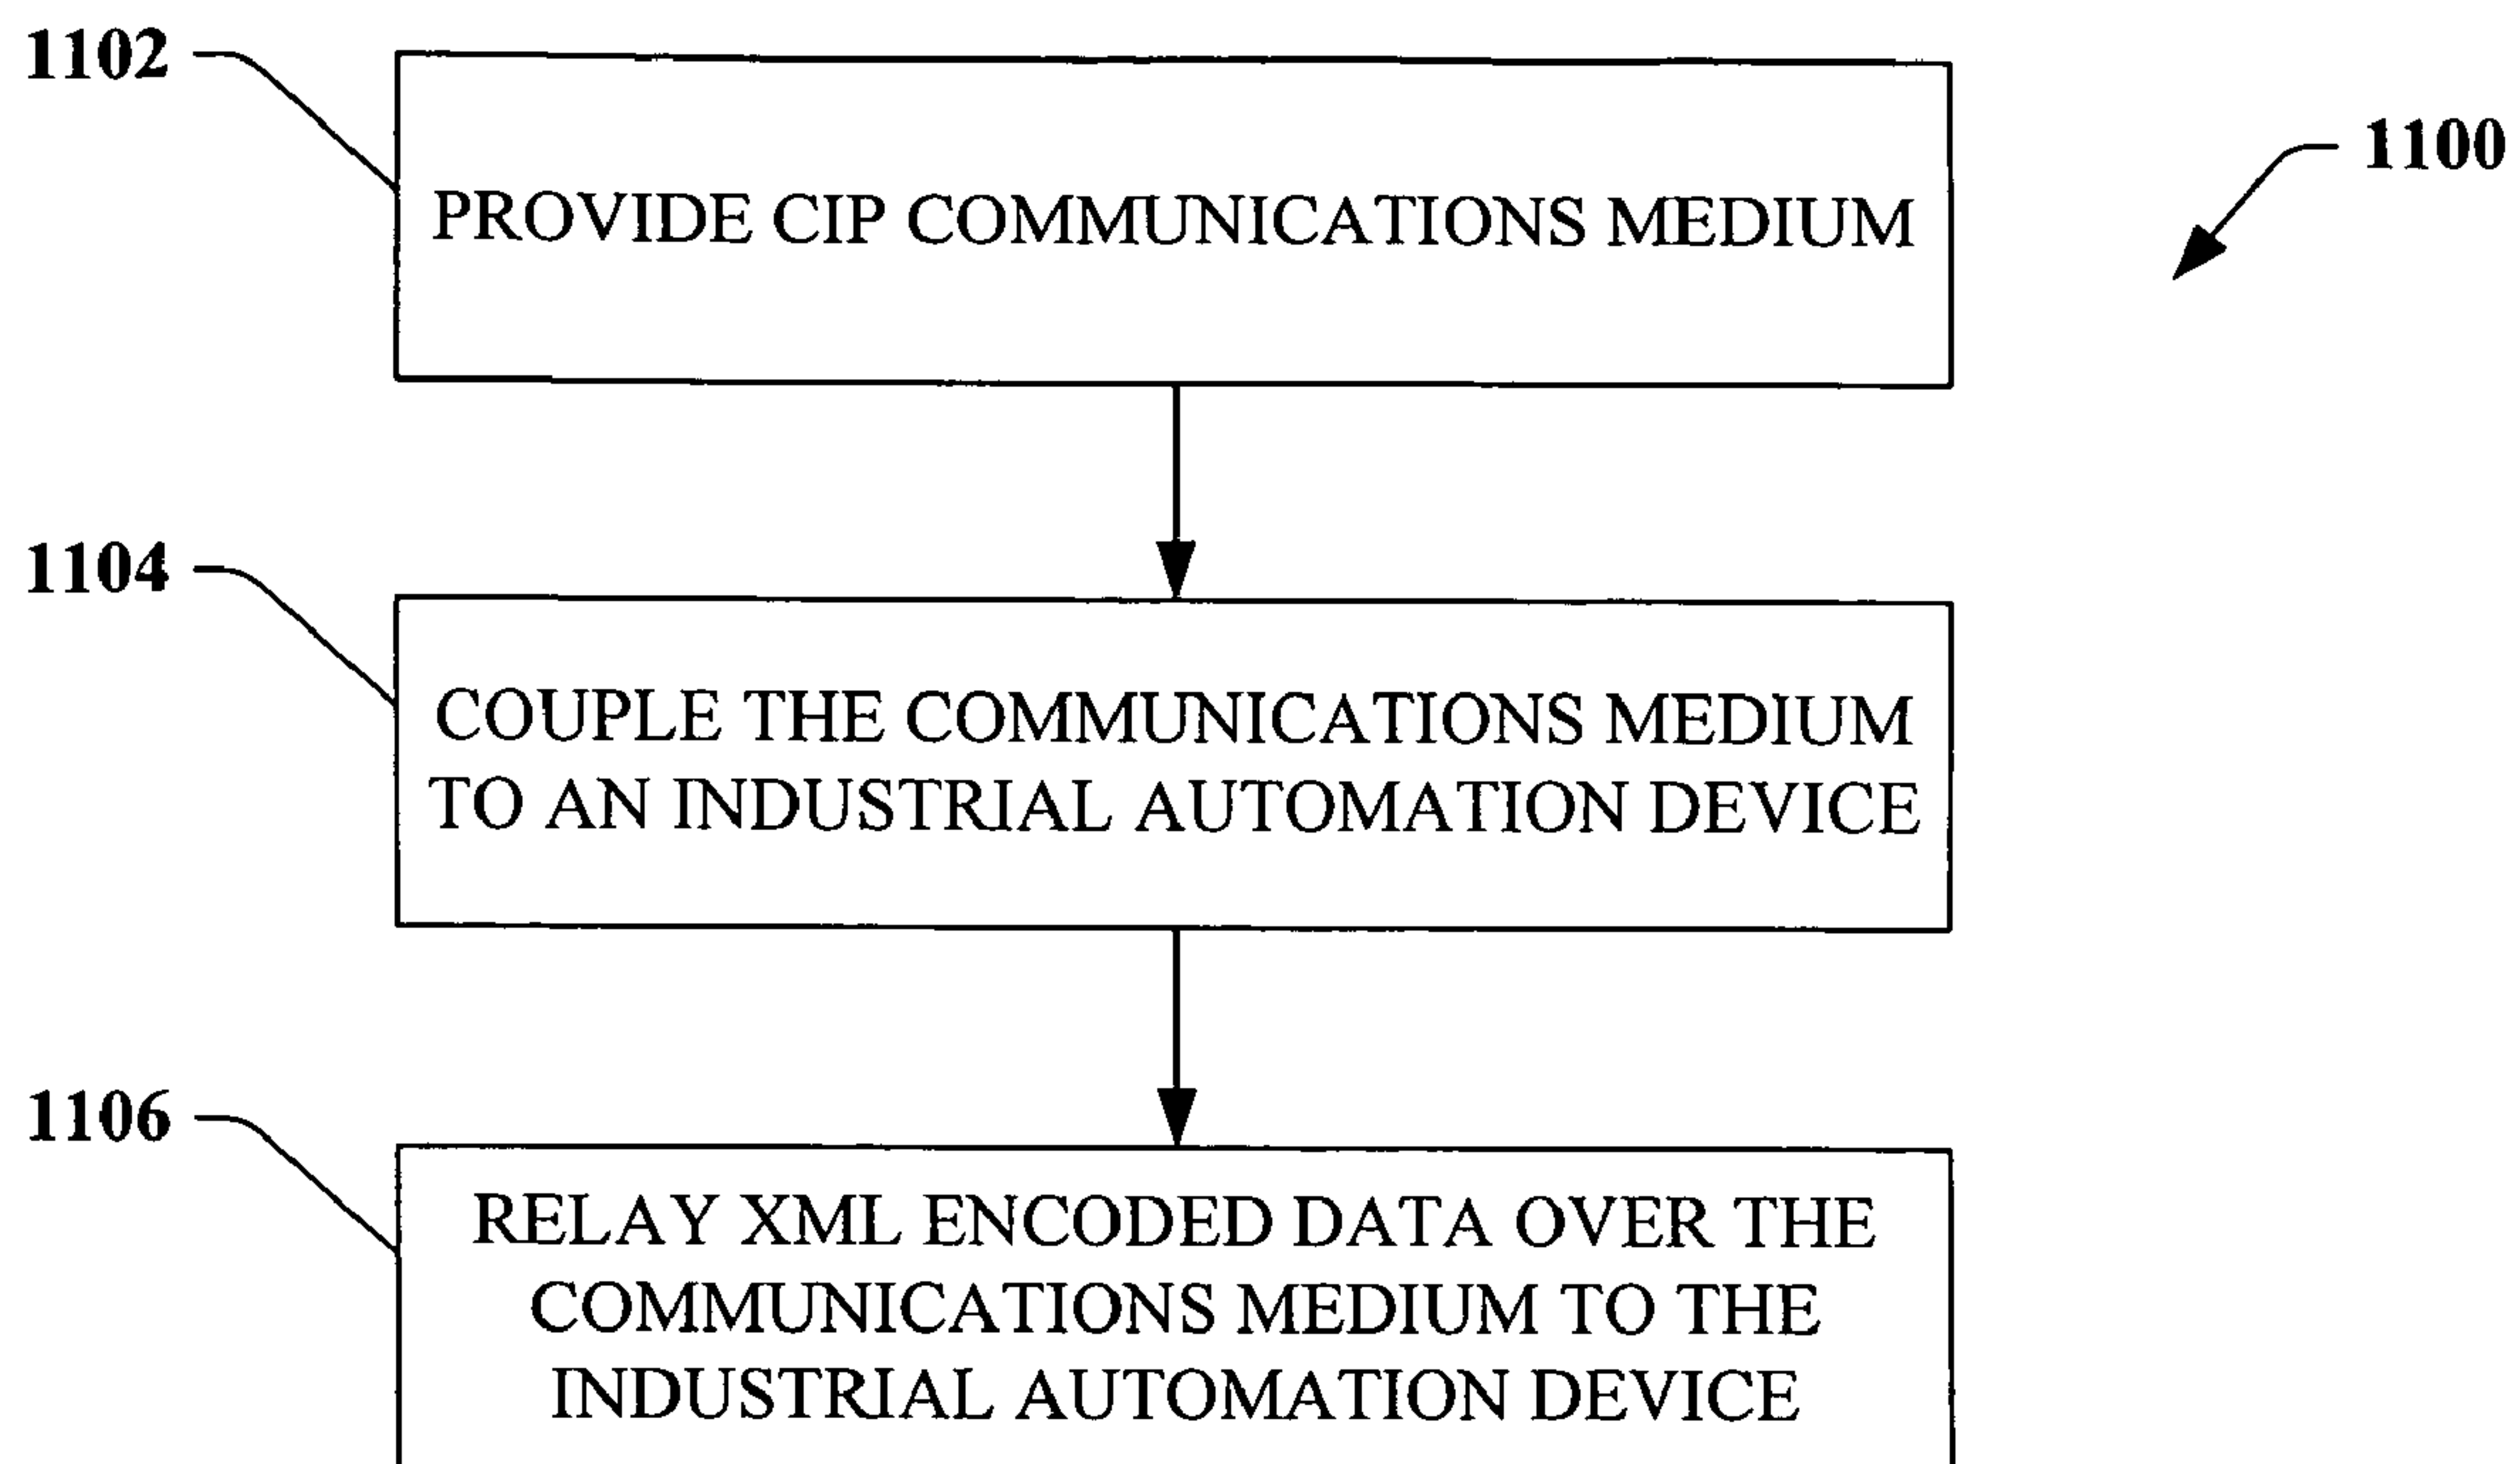 1102
PROVIDE CIP COMMUNICATIONS MEDIUM
1100
1104
COUPLE THE COMMUNICATIONS MEDIUM
TO AN INDUSTRIAL AUTOMATION DEVICE
1106
RELAY XML ENCODED DATA OVER THE
COMMUNICATIONS MEDIUM TO THE
INDUSTRIAL AUTOMATION DEVICE